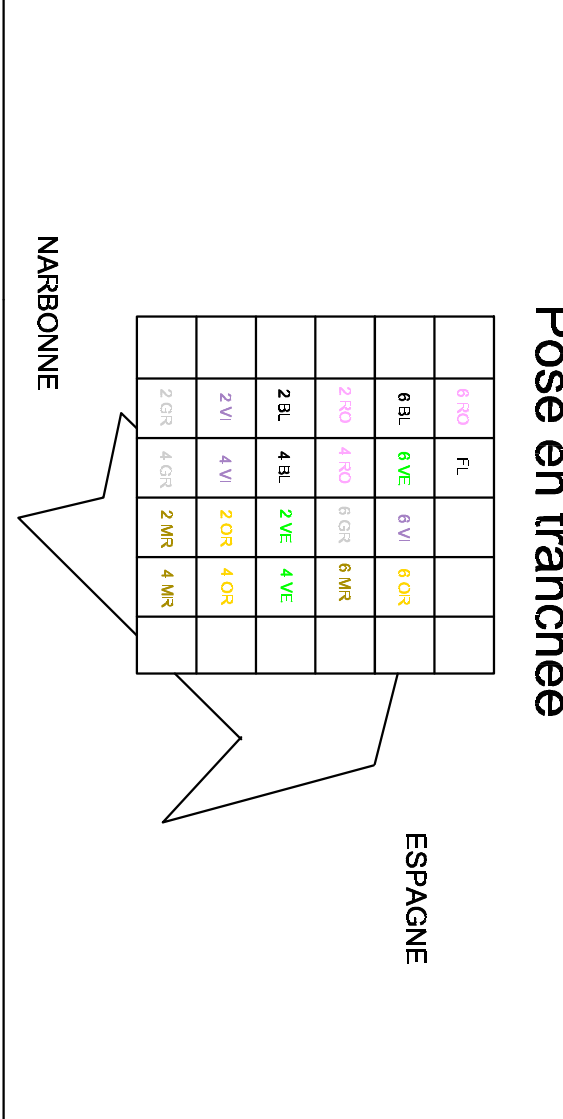 Pose en tranchée
6 RO FL
6 BL 6 VE 6 VI 6 OR
ESPAGNE
2 RO 4 RO 6 GR 6 MR
2 BL 4 BL 2 VE 4 VE
2 VI 4 VI 2 OR 4 OR
2 GR 4 GR 2 MR 4 MR
NARBONNE